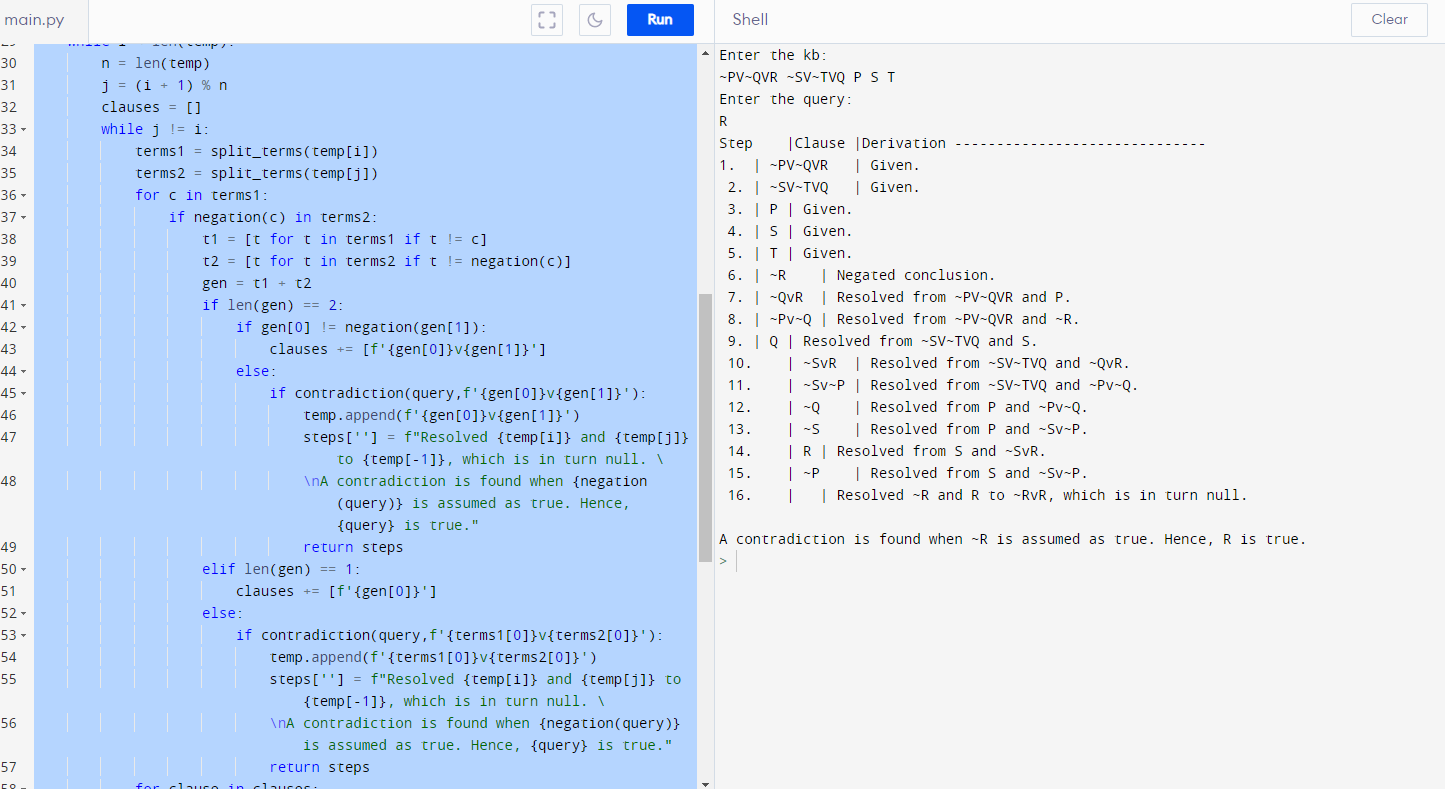 main.py
Run
Shell
Clear
29 while i < len(temp):
30 n = len(temp)
31 j = (i + 1) % n
32 clauses = []
33 while j != i:
34 terms1 = split_terms(temp[i])
35 terms2 = split_terms(temp[j])
36 for c in terms1:
37 if negation(c) in terms2:
38 t1 = [t for t in terms1 if t != c]
39 t2 = [t for t in terms2 if t != negation(c)]
40 gen = t1 + t2
41 if len(gen) == 2:
42 if gen[0] != negation(gen[1]):
43 clauses += [f'{gen[0]}v{gen[1]}']
44 else:
45 if contradiction(query,f'{gen[0]}v{gen[1]}'):
46 temp.append(f'{gen[0]}v{gen[1]}')
47 steps[''] = f"Resolved {temp[i]} and {temp[j]}
to {temp[-1]}, which is in turn null. \
48 \nA contradiction is found when {negation
(query)} is assumed as true. Hence,
{query} is true."
49 return steps
50 elif len(gen) == 1:
51 clauses += [f'{gen[0]}']
52 else:
53 if contradiction(query,f'{terms1[0]}v{terms2[0]}'):
54 temp.append(f'{terms1[0]}v{terms2[0]}')
55 steps[''] = f"Resolved {temp[i]} and {temp[j]} to
{temp[-1]}, which is in turn null. \
56 \nA contradiction is found when {negation(query)}
is assumed as true. Hence, {query} is true."
57 return steps
58 for clause in clauses:
Enter the kb:
~PV~QVR ~SV~TVQ P S T
Enter the query:
R
Step |Clause |Derivation ------------------------------
1. | ~PV~QVR | Given.
2. | ~SV~TVQ | Given.
3. | P | Given.
4. | S | Given.
5. | T | Given.
6. | ~R | Negated conclusion.
7. | ~QvR | Resolved from ~PV~QVR and P.
8. | ~Pv~Q | Resolved from ~PV~QVR and ~R.
9. | Q | Resolved from ~SV~TVQ and S.
10. | ~SvR | Resolved from ~SV~TVQ and ~QvR.
11. | ~Sv~P | Resolved from ~SV~TVQ and ~Pv~Q.
12. | ~Q | Resolved from P and ~Pv~Q.
13. | ~S | Resolved from P and ~Sv~P.
14. | R | Resolved from S and ~SvR.
15. | ~P | Resolved from S and ~Sv~P.
16. | | Resolved ~R and R to ~RvR, which is in turn null.
A contradiction is found when ~R is assumed as true. Hence, R is true.
>